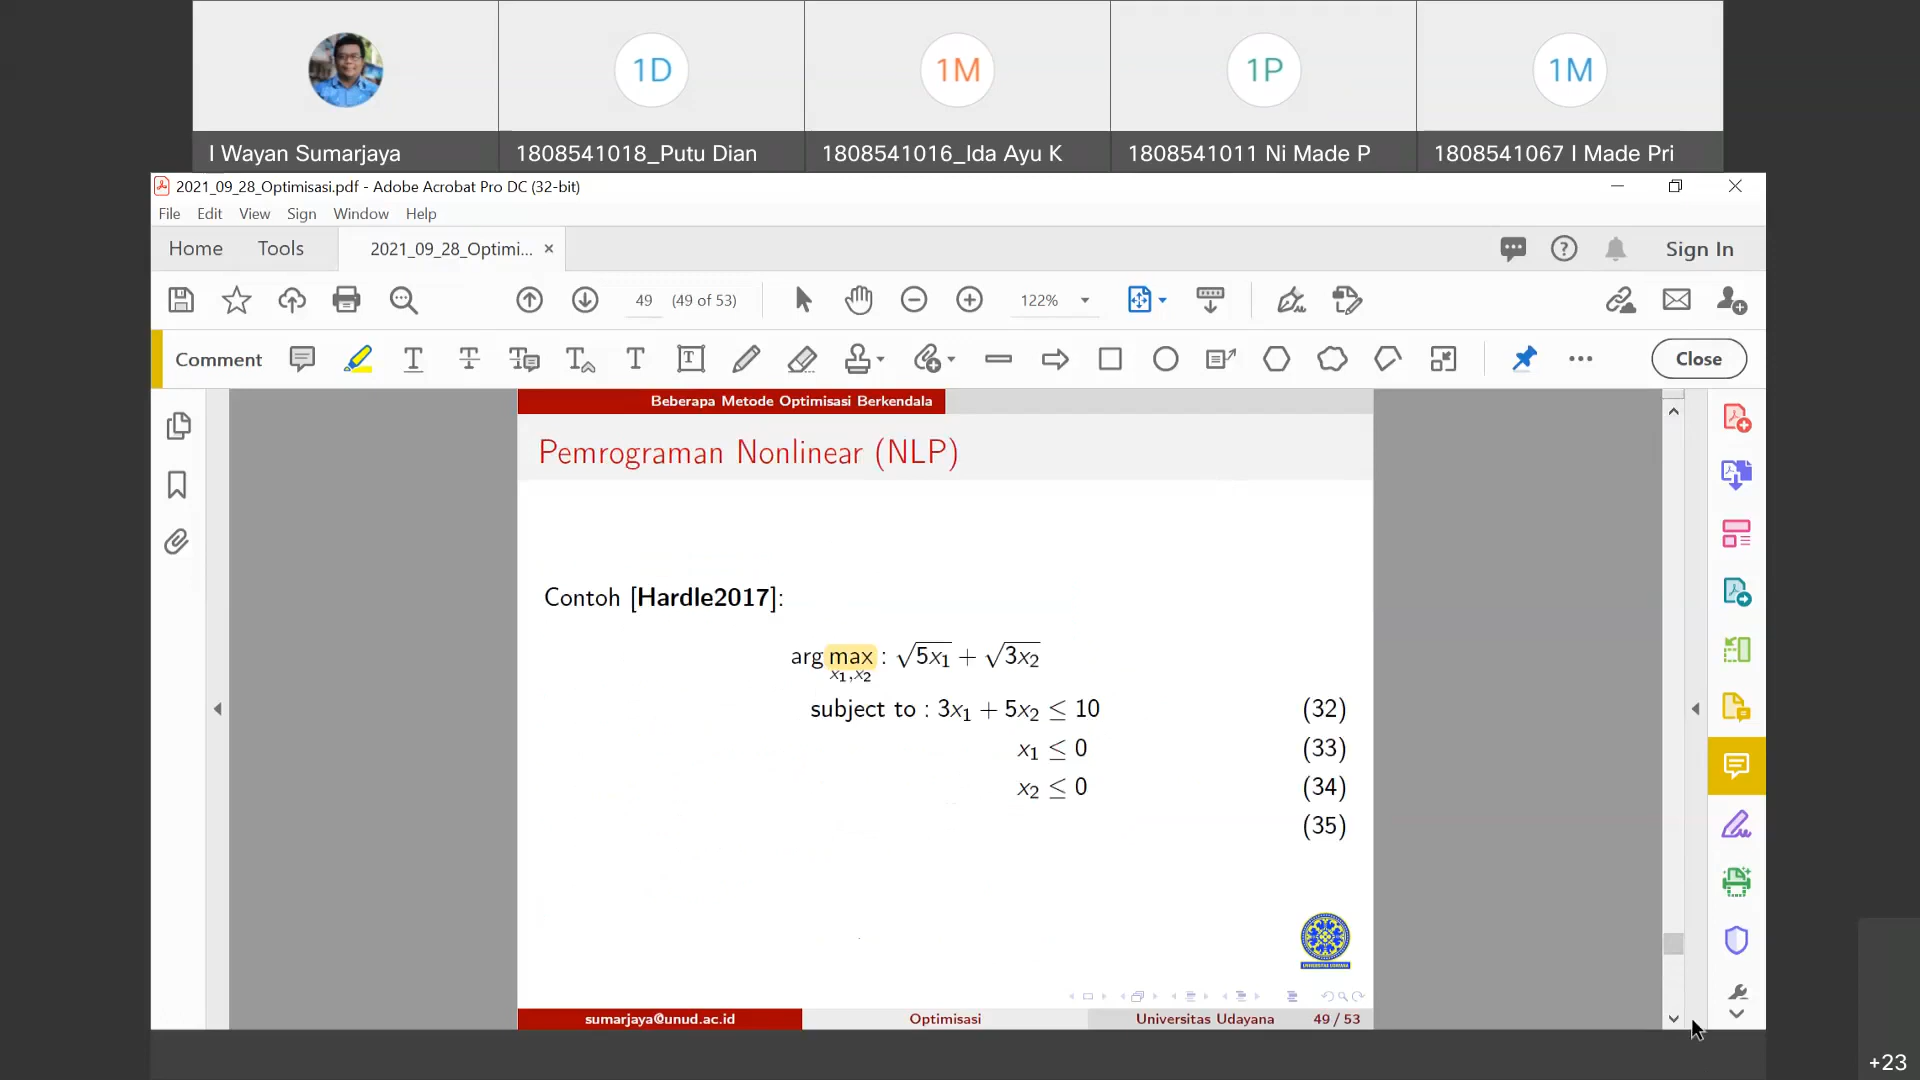 1D
1M
1P
1M
I Wayan Sumarjaya
1808541018_Putu Dian
1808541016_Ida Ayu K
1808541011 Ni Made P
1808541067 I Made Pri
2021_09_28_Optimisasi.pdf - Adobe Acrobat Pro DC (32-bit)
File Edit View Sign Window Help
Home Tools 2021_09_28_Optimi... × Sign In
49 (49 of 53) 122%
Comment Close
Beberapa Metode Optimisasi Berkendala
Pemrograman Nonlinear (NLP)
Contoh [Hardle2017]:
arg max : √5x₁ + √3x₂
x₁,x₂
subject to : 3x₁ + 5x₂ ≤ 10 (32)
x₁ ≤ 0 (33)
x₂ ≤ 0 (34)
(35)
UNIVERSITAS UDAYANA
sumarjaya@unud.ac.id Optimisasi Universitas Udayana 49 / 53
+23